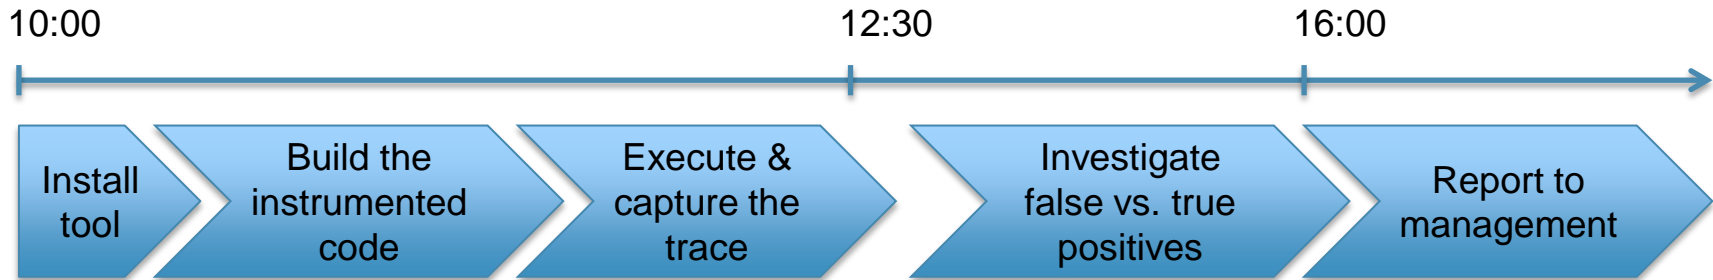 10:00
12:30
16:00
Install
tool
Build the
instrumented
code
Execute &
capture the
trace
Investigate
false vs. true
positives
Report to
management